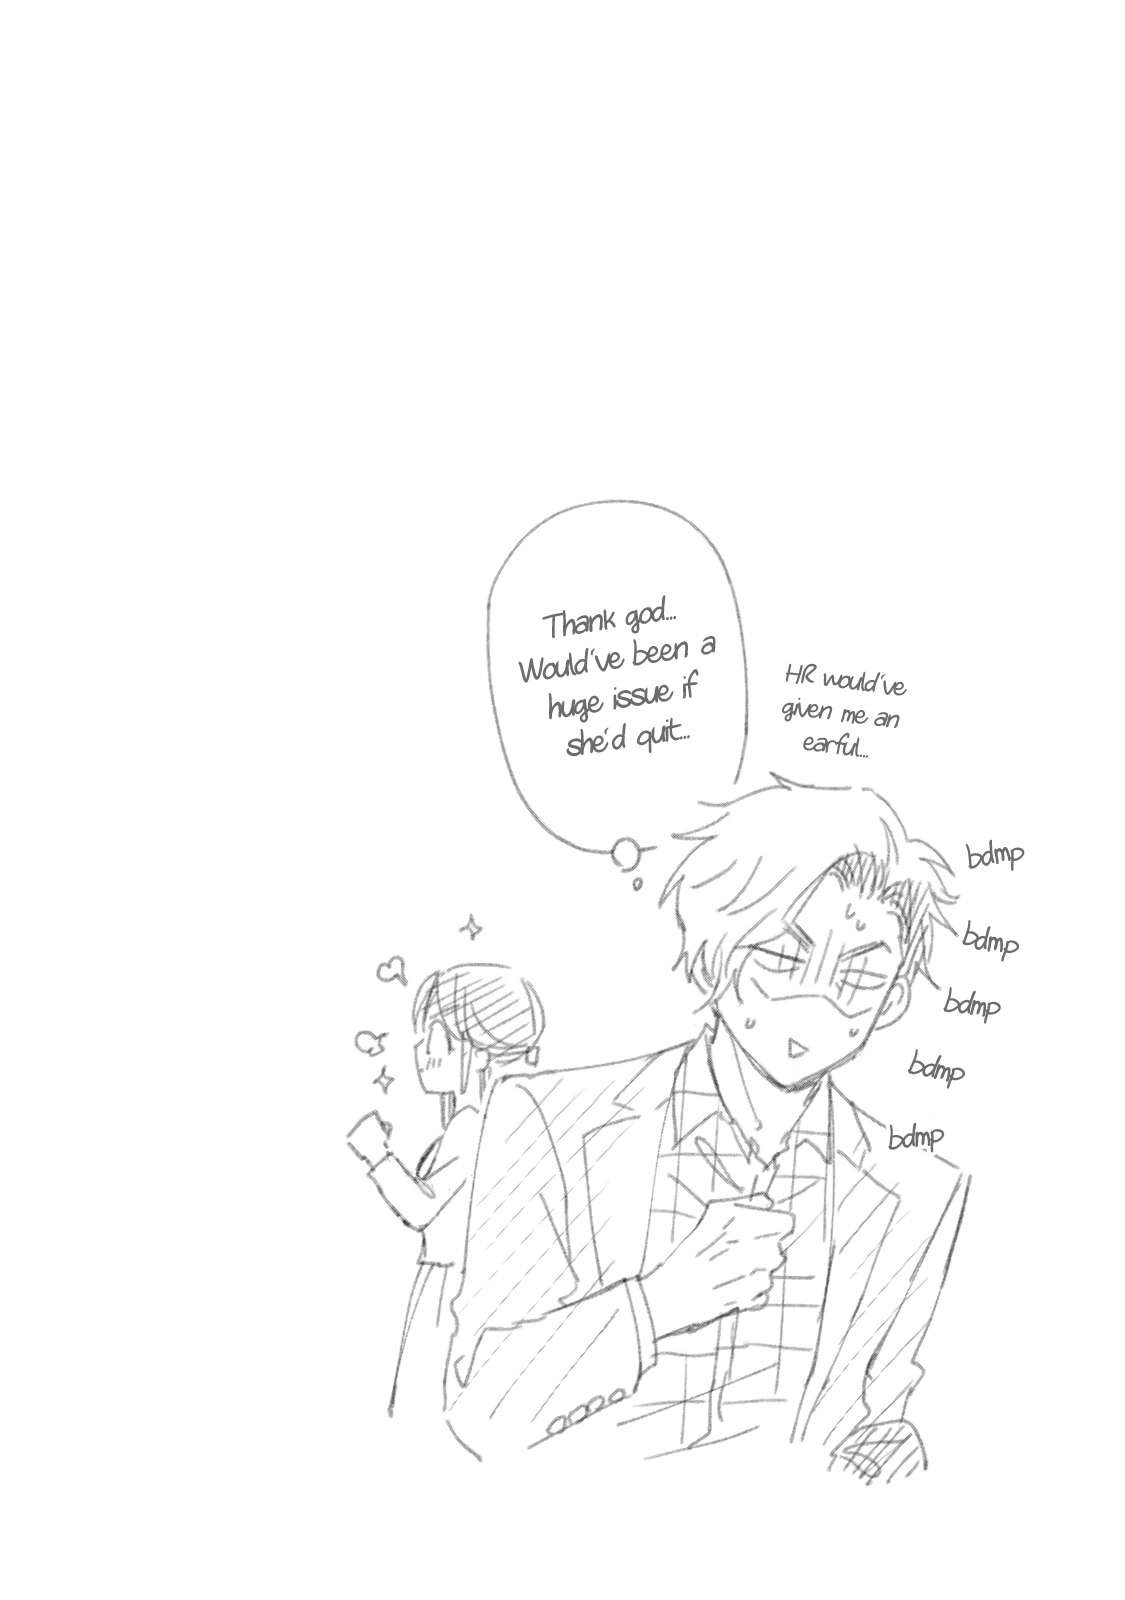 Thank god...
Would've been a
huge issue if
she'd quit...
HR would've
given me an
earful...
bdmp
bdmp
bdmp
bdmp
bdmp